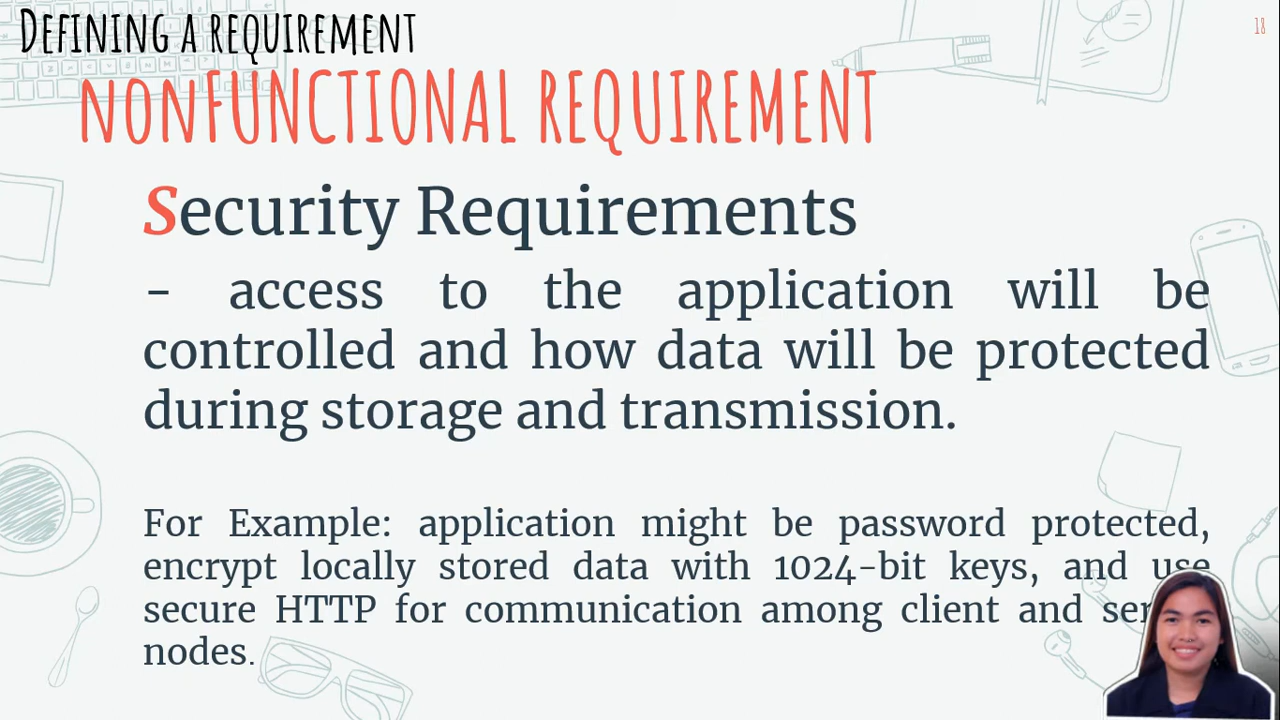 Defining a requirement
18
nonFUNCTIONAL REQUIREMENT
Security Requirements
- access to the application will be
controlled and how data will be protected
during storage and transmission.
For Example: application might be password protected,
encrypt locally stored data with 1024-bit keys, and use
secure HTTP for communication among client and
nodes.